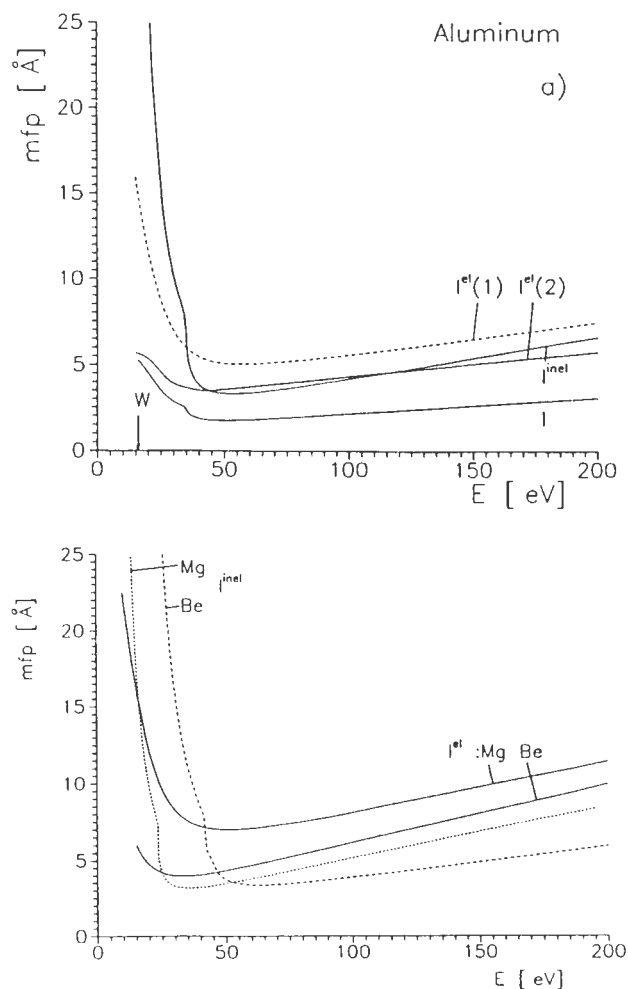 Aluminum
a)
mfp [ Å]
25
20
15
10
5
0
l^el(1) l^el(2)
l^inel
l
W
0 50 100 150 200
E [ eV]
mfp [ Å]
25
20
15
10
5
0
Mg
l^inel
Be
l^el :Mg Be
0 50 100 150 200
E [ eV]